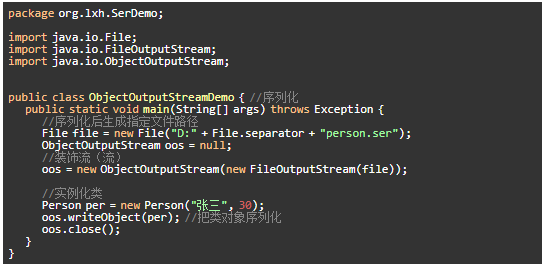 package org.lxh.SerDemo;
import java.io.File;
import java.io.FileOutputStream;
import java.io.ObjectOutputStream;
public class ObjectOutputStreamDemo { //序列化
public static void main(String[] args) throws Exception {
//序列化后生成指定文件路径
File file = new File("D:" + File.separator + "person.ser");
ObjectOutputStream oos = null;
//装饰流（流）
oos = new ObjectOutputStream(new FileOutputStream(file));
//实例化类
Person per = new Person("张三", 30);
oos.writeObject(per); //把类对象序列化
oos.close();
}
}